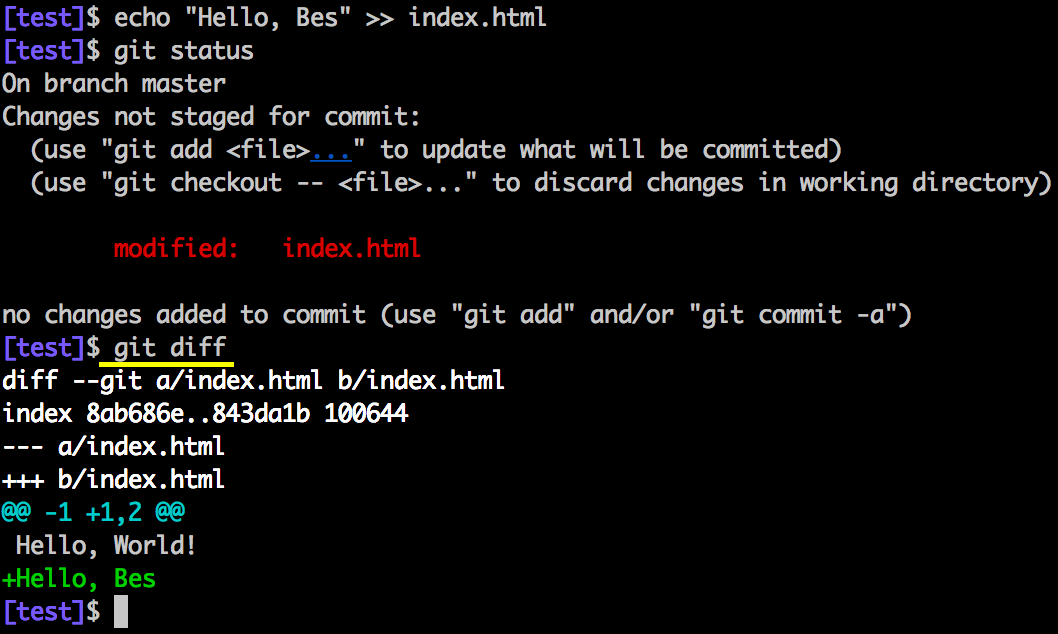 [test]$ echo "Hello, Bes" >> index.html
[test]$ git status
On branch master
Changes not staged for commit:
  (use "git add <file>..." to update what will be committed)
  (use "git checkout -- <file>..." to discard changes in working directory)
        modified:   index.html
no changes added to commit (use "git add" and/or "git commit -a")
[test]$ git diff
diff --git a/index.html b/index.html
index 8ab686e..843da1b 100644
--- a/index.html
+++ b/index.html
@@ -1 +1,2 @@
 Hello, World!
+Hello, Bes
[test]$